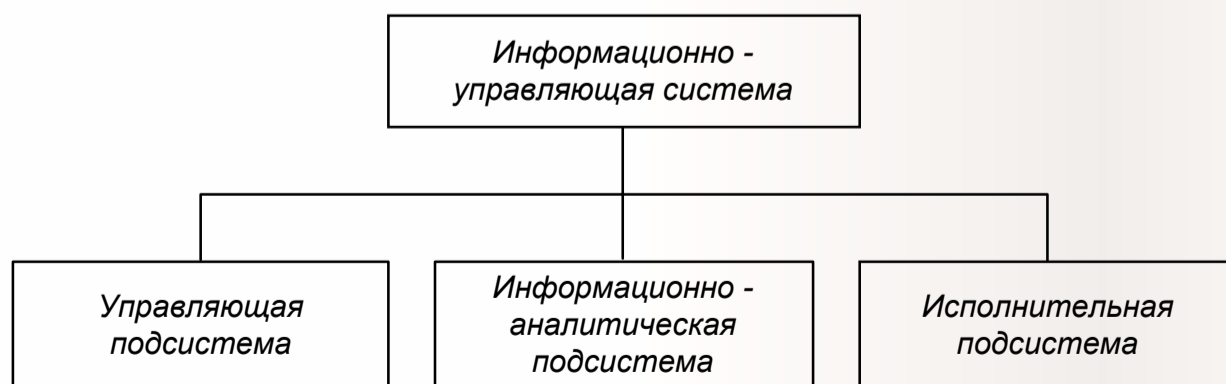 Информационно -
управляющая система
Управляющая
подсистема
Информационно -
аналитическая
подсистема
Исполнительная
подсистема